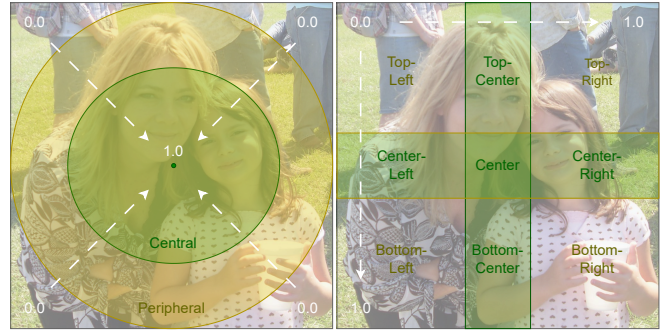 0.0
0.0
1.0
Central
Peripheral
0.0
0.0
0.0
1.0
Top-
Left
Top-
Center
Top-
Right
Center-
Left
Center
Center-
Right
Bottom-
Left
Bottom-
Center
Bottom-
Right
1.0